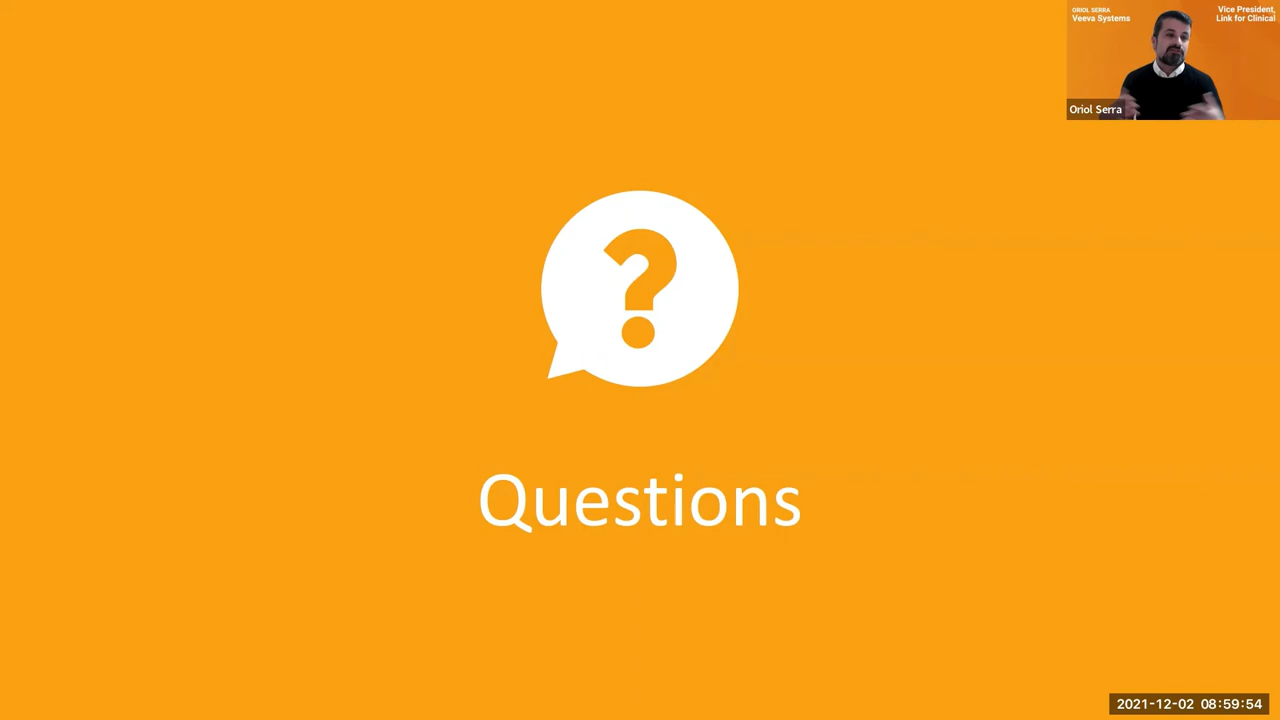 ORIOL SERRA
Veeva Systems
Vice President,
Link for Clinical
Oriol Serra
?
Questions
2021-12-02 08:59:54